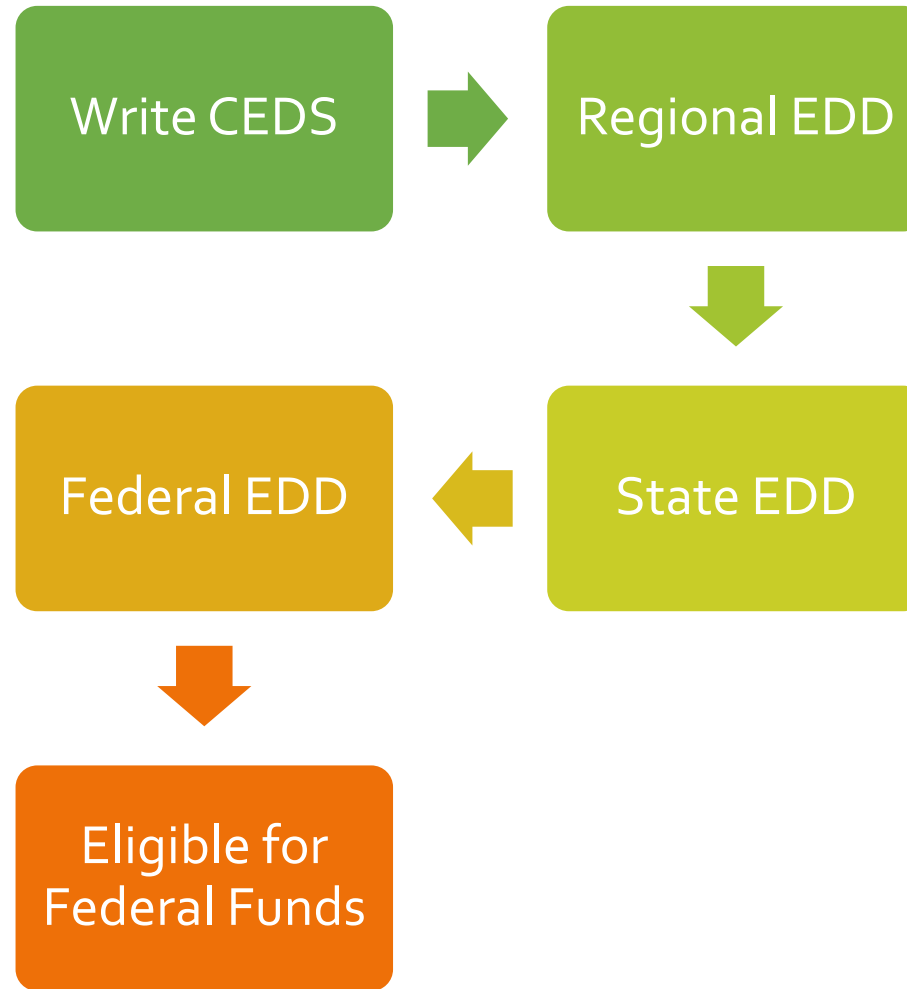 Write CEDS
Regional EDD
State EDD
Federal EDD
Eligible for
Federal Funds